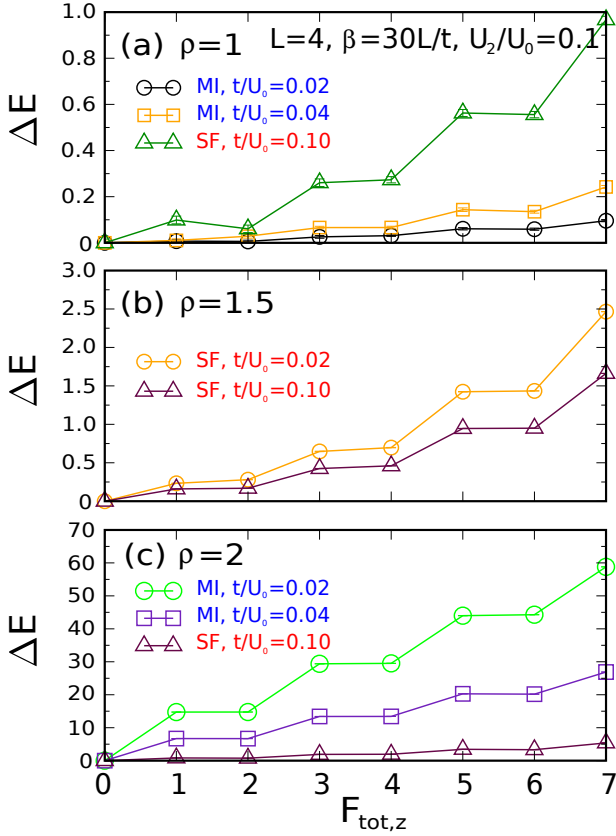 (a) ρ=1 L=4, β=30L/t, U₂/U₀=0.1
MI, t/U₀=0.02
MI, t/U₀=0.04
SF, t/U₀=0.10
ΔE
1.0
0.8
0.6
0.4
0.2
0
(b) ρ=1.5
SF, t/U₀=0.02
SF, t/U₀=0.10
ΔE
3.0
2.5
2.0
1.5
1.0
0.5
0
(c) ρ=2
MI, t/U₀=0.02
MI, t/U₀=0.04
SF, t/U₀=0.10
ΔE
70
60
50
40
30
20
10
0
0 1 2 3 4 5 6 7
F_tot,z